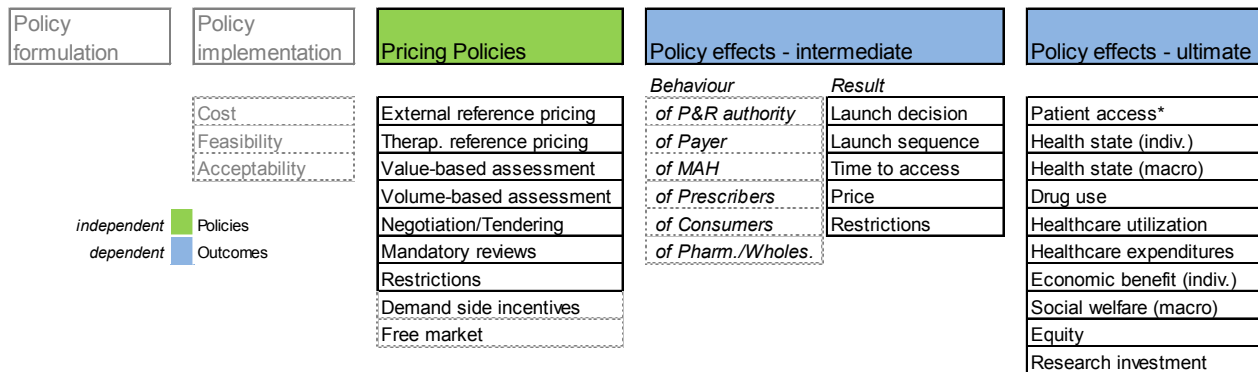 Policy
formulation
Policy
implementation
Pricing Policies
Policy effects - intermediate
Policy effects - ultimate
Behaviour
Result
Cost
External reference pricing
of P&R authority
Launch decision
Patient access*
Feasibility
Therap. reference pricing
of Payer
Launch sequence
Health state (indiv.)
Acceptability
Value-based assessment
of MAH
Time to access
Health state (macro)
Volume-based assessment
of Prescribers
Price
Drug use
independent
Policies
Negotiation/Tendering
of Consumers
Restrictions
Healthcare utilization
dependent
Outcomes
Mandatory reviews
of Pharm./Wholes.
Healthcare expenditures
Restrictions
Economic benefit (indiv.)
Demand side incentives
Social welfare (macro)
Free market
Equity
Research investment